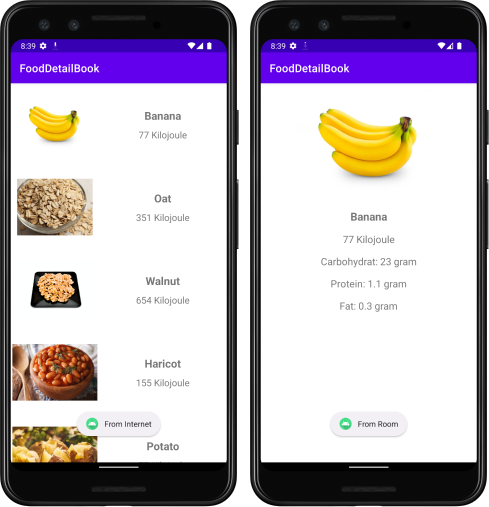 8:39
FoodDetailBook
Banana
77 Kilojoule
Oat
351 Kilojoule
Walnut
654 Kilojoule
Haricot
155 Kilojoule
From Internet
Potato
8:39
FoodDetailBook
Banana
77 Kilojoule
Carbohydrat: 23 gram
Protein: 1.1 gram
Fat: 0.3 gram
From Room